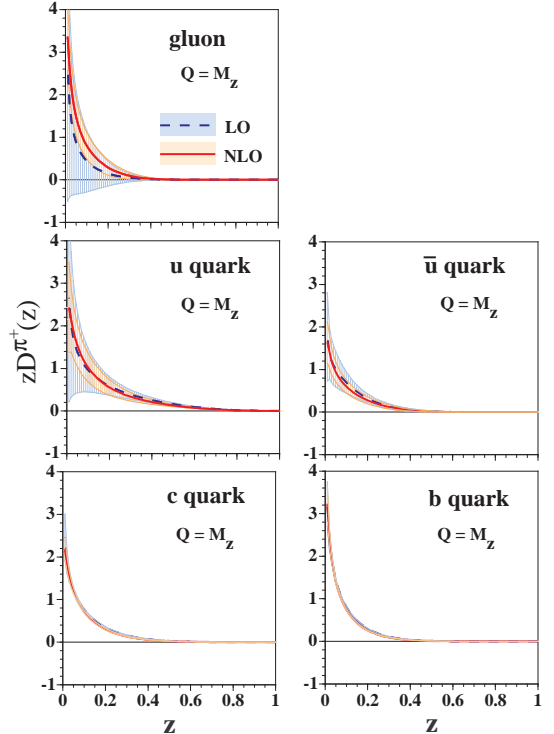 4
gluon
3
Q = M_z
2
LO
1
NLO
0
-1
4
u quark
3
Q = M_z
2
1
0
-1
zD^π+(z)
4
ū quark
3
Q = M_z
2
1
0
-1
4
c quark
3
Q = M_z
2
1
0
-1
0 0.2 0.4 0.6 0.8 1
z
4
b quark
3
Q = M_z
2
1
0
-1
0 0.2 0.4 0.6 0.8 1
z